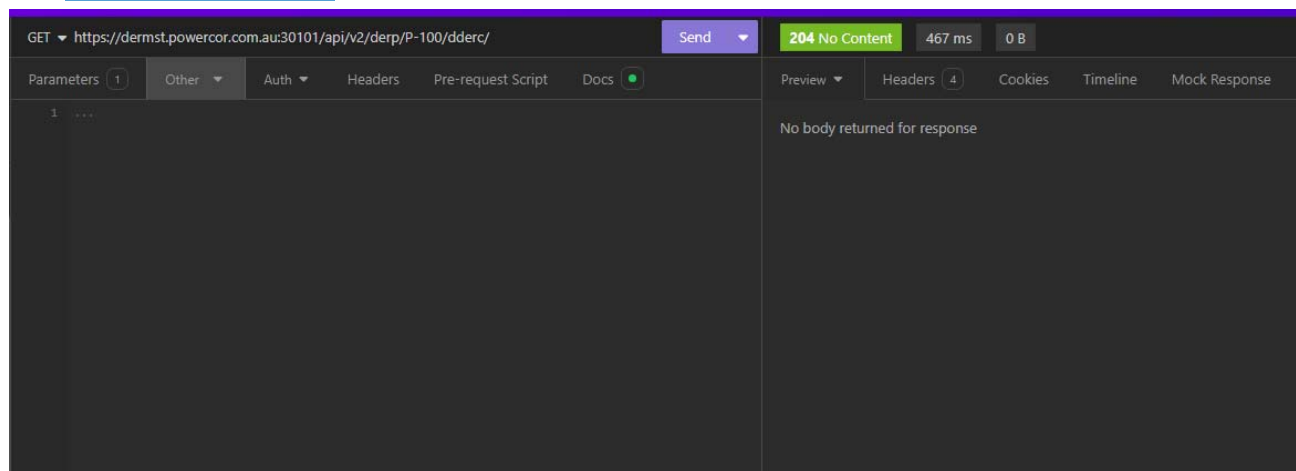 GET https://dermst.powercor.com.au:30101/api/v2/derp/P-100/dderc/ Send
204 No Content 467 ms 0 B
Parameters 1 Other Auth Headers Pre-request Script Docs
Preview Headers 4 Cookies Timeline Mock Response
1 ...
No body returned for response